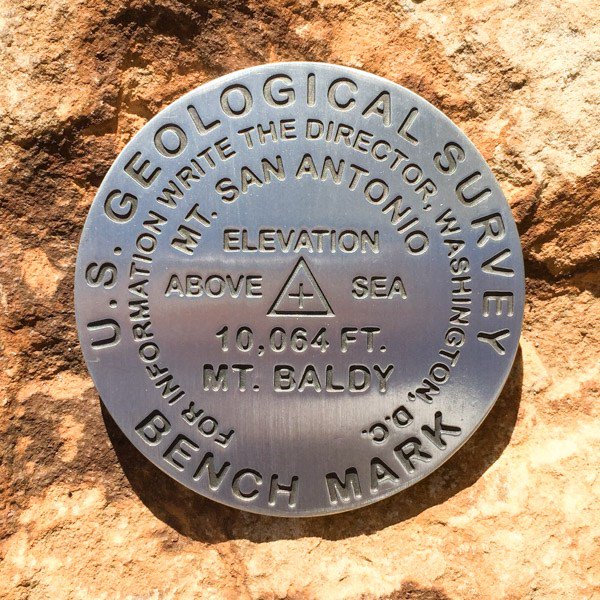 U.S. GEOLOGICAL SURVEY
FOR INFORMATION WRITE THE DIRECTOR, WASHINGTON, D.C.
MT. SAN ANTONIO
ELEVATION
ABOVE SEA
10,064 FT.
MT. BALDY
BENCH MARK